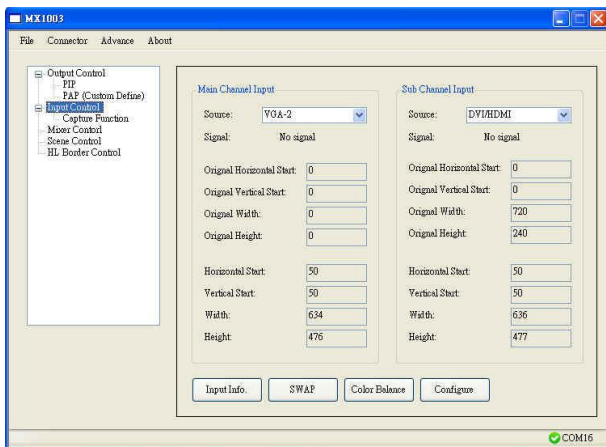 MX1003
File Connector Advance About
Output Control
PIP
PAP (Custom Define)
Input Control
Capture Function
Mixer Contorl
Scene Control
HL Border Control
Main Channel Input
Source: VGA-2
Signal: No signal
Orignal Horizontal Start: 0
Orignal Vertical Start: 0
Orignal Width: 0
Orignal Height: 0
Horizontal Start: 50
Vertical Start: 50
Width: 634
Height: 476
Sub Channel Input
Source: DVI/HDMI
Signal: No signal
Orignal Horizontal Start: 0
Orignal Vertical Start: 0
Orignal Width: 720
Orignal Height: 240
Horizontal Start: 50
Vertical Start: 50
Width: 636
Height: 477
Input Info. SWAP Color Balance Configure
COM16